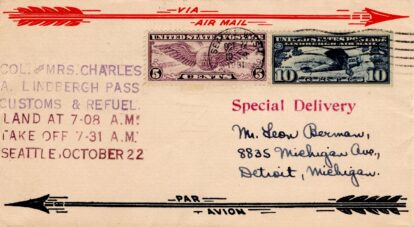 VIA
AIR MAIL
UNITED STATES POSTAGE
5 CENTS 5
UNITED STATES POSTAGE
LINDBERGH AIR MAIL
10 10
COL. MRS. CHARLES
A. LINDBERGH PASS
CUSTOMS & REFUEL
LAND AT 7-08 A.M.
TAKE OFF 7-31 A.M.
SEATTLE, OCTOBER 22
Special Delivery
Mr. Leon Berman,
8835 Michigan Ave.,
Detroit, Michigan.
PAR
AVION